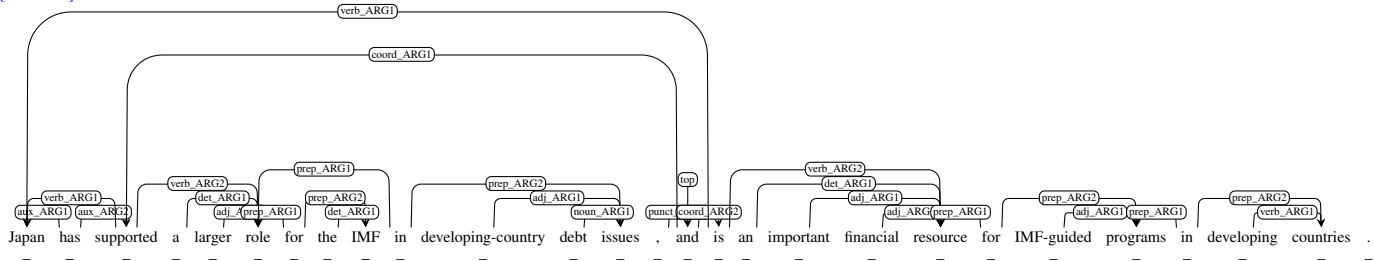 verb_ARG1
coord_ARG1
prep_ARG1 verb_ARG2
top
verb_ARG2 prep_ARG2 det_ARG1
verb_ARG1 det_ARG1 prep_ARG2 adj_ARG1 adj_ARG1 prep_ARG2 prep_ARG2
aux_ARG1 aux_ARG2 prep_ARG1 det_ARG1 noun_ARG1 punct coord_ARG2 prep_ARG1 adj_ARG1 prep_ARG1 verb_ARG1
Japan has supported a larger role for the IMF in developing-country debt issues , and is an important financial resource for IMF-guided programs in developing countries .
_ _ _ _ _ _ _ _ _ _ _ _ _ _ _ _ _ _ _ _ _ _ _ _ _ _ _ _